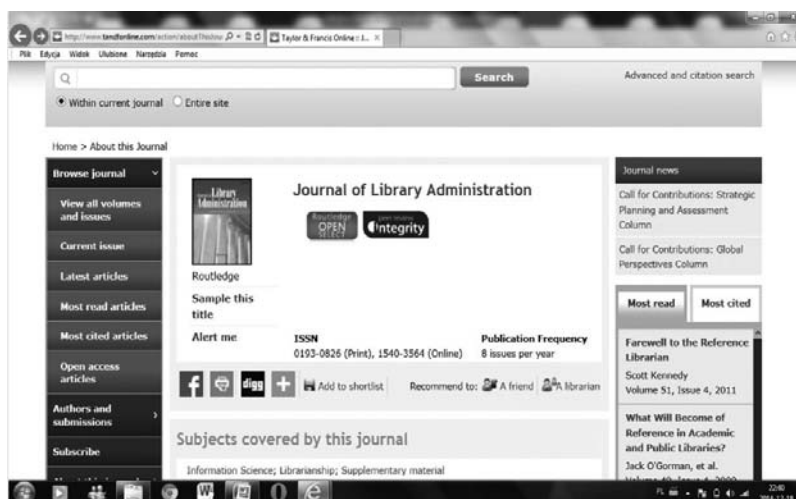 http://www.tandfonline.com/action/
Taylor & Francis Online :: J...
Plik Edycja Widok Ulubione Narzędzia Pomoc
Search
Advanced and citation search
Within current journal Entire site
Home > About this Journal
Browse journal
View all volumes and issues
Current issue
Latest articles
Most read articles
Most cited articles
Open access articles
Authors and submissions
Subscribe
Library
Administration
Routledge
Sample this title
Alert me
Journal of Library Administration
Routledge
OPEN
SELECT
integrity
ISSN
0193-0826 (Print), 1540-3564 (Online)
Publication Frequency
8 issues per year
digg
Add to shortlist
Recommend to: A friend A librarian
Subjects covered by this journal
Information Science; Librarianship; Supplementary material
Journal news
Call for Contributions: Strategic
Planning and Assessment
Column
Call for Contributions: Global
Perspectives Column
Most read Most cited
Farewell to the Reference
Librarian
Scott Kennedy
Volume 51, Issue 4, 2011
What Will Become of
Reference in Academic
and Public Libraries?
Jack O'Gorman, et al.
PL
22:40